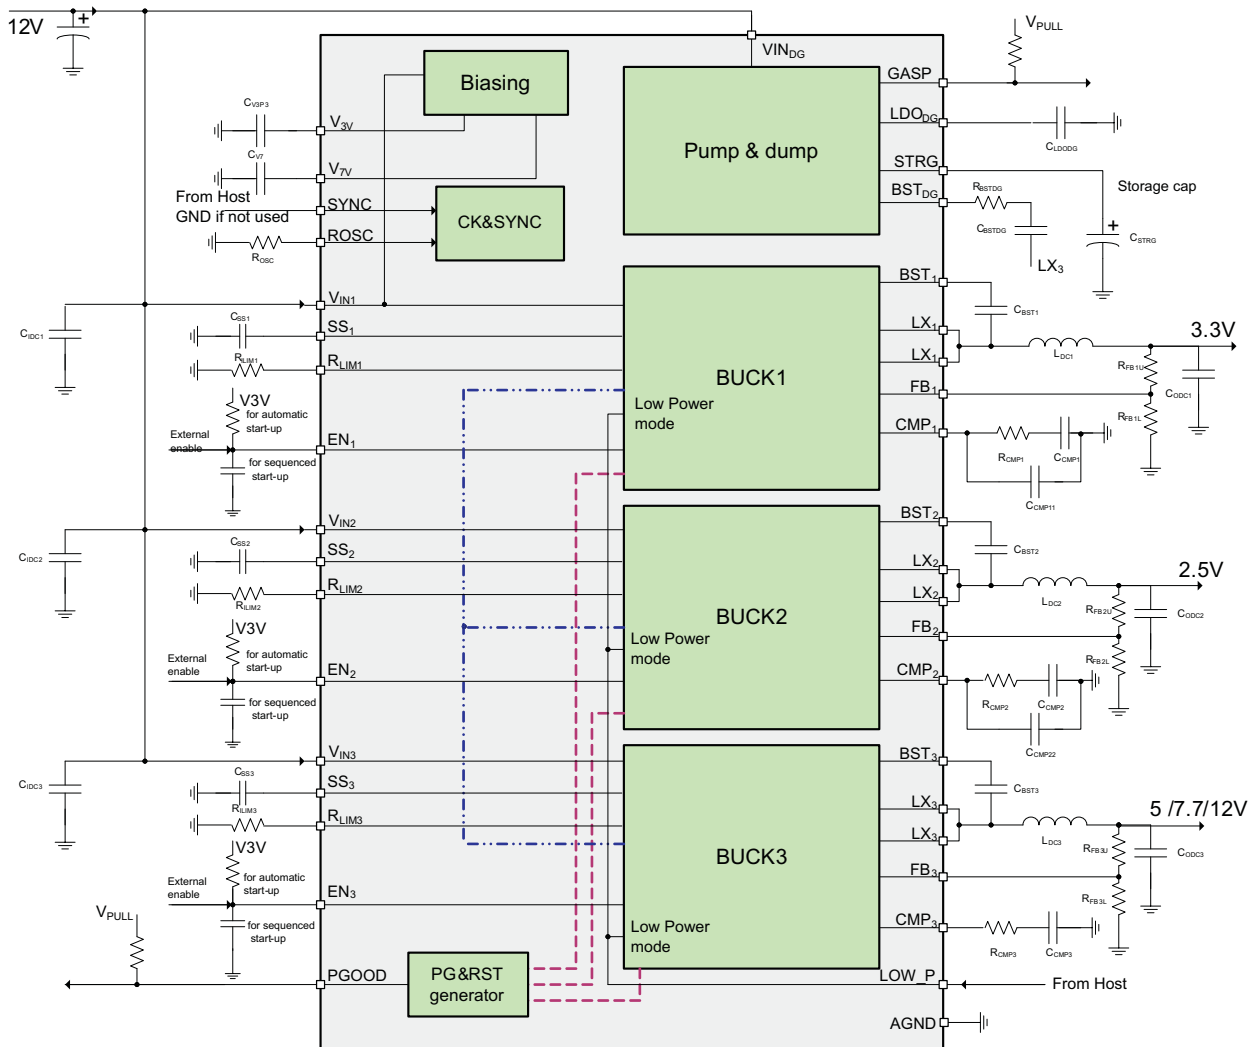 12V
+
VINDG
VPULL
Biasing
Pump & dump
GASP
LDODG
CLDODG
STRG
BSTDG
RBSTDG
CBSTDG
LX3
Storage cap
+
CSTRG
CV3P3
V3V
CV7
V7V
From Host
GND if not used
SYNC
ROSC
ROSC
CK&SYNC
VIN1
CIDC1
CSS1
SS1
RILIM1
RLIM1
V3V
for automatic
start-up
External
enable
EN1
for sequenced
start-up
BUCK1
Low Power
mode
BST1
CBST1
LX1
LX1
LDC1
3.3V
RFB1U
CODC1
FB1
RFB1L
CMP1
RCMP1
CCMP1
CCMP11
VIN2
CIDC2
CSS2
SS2
RLIM2
RILIM2
V3V
for automatic
start-up
External
enable
EN2
for sequenced
start-up
BUCK2
Low Power
mode
BST2
CBST2
LX2
LX2
LDC2
2.5V
RFB2U
CODC2
FB2
RFB2L
CMP2
RCMP2
CCMP2
CCMP22
VIN3
CIDC3
CSS3
SS3
RILIM3
RLIM3
V3V
for automatic
start-up
External
enable
EN3
for sequenced
start-up
BUCK3
Low Power
mode
BST3
CBST3
LX3
LX3
LDC3
5 /7.7/12V
RFB3U
CODC3
FB3
RFB3L
CMP3
RCMP3
CCMP3
VPULL
PGOOD
PG&RST
generator
LOW_P
From Host
AGND